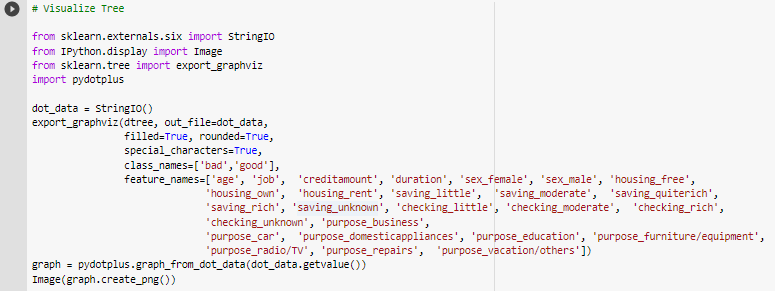 # Visualize Tree
from sklearn.externals.six import StringIO
from IPython.display import Image
from sklearn.tree import export_graphviz
import pydotplus
dot_data = StringIO()
export_graphviz(dtree, out_file=dot_data,
filled=True, rounded=True,
special_characters=True,
class_names=['bad','good'],
feature_names=['age', 'job', 'creditamount', 'duration', 'sex_female', 'sex_male', 'housing_free',
'housing_own', 'housing_rent', 'saving_little', 'saving_moderate', 'saving_quiterich',
'saving_rich', 'saving_unknown', 'checking_little', 'checking_moderate', 'checking_rich',
'checking_unknown', 'purpose_business',
'purpose_car', 'purpose_domesticappliances', 'purpose_education', 'purpose_furniture/equipment',
'purpose_radio/TV', 'purpose_repairs', 'purpose_vacation/others'])
graph = pydotplus.graph_from_dot_data(dot_data.getvalue())
Image(graph.create_png())